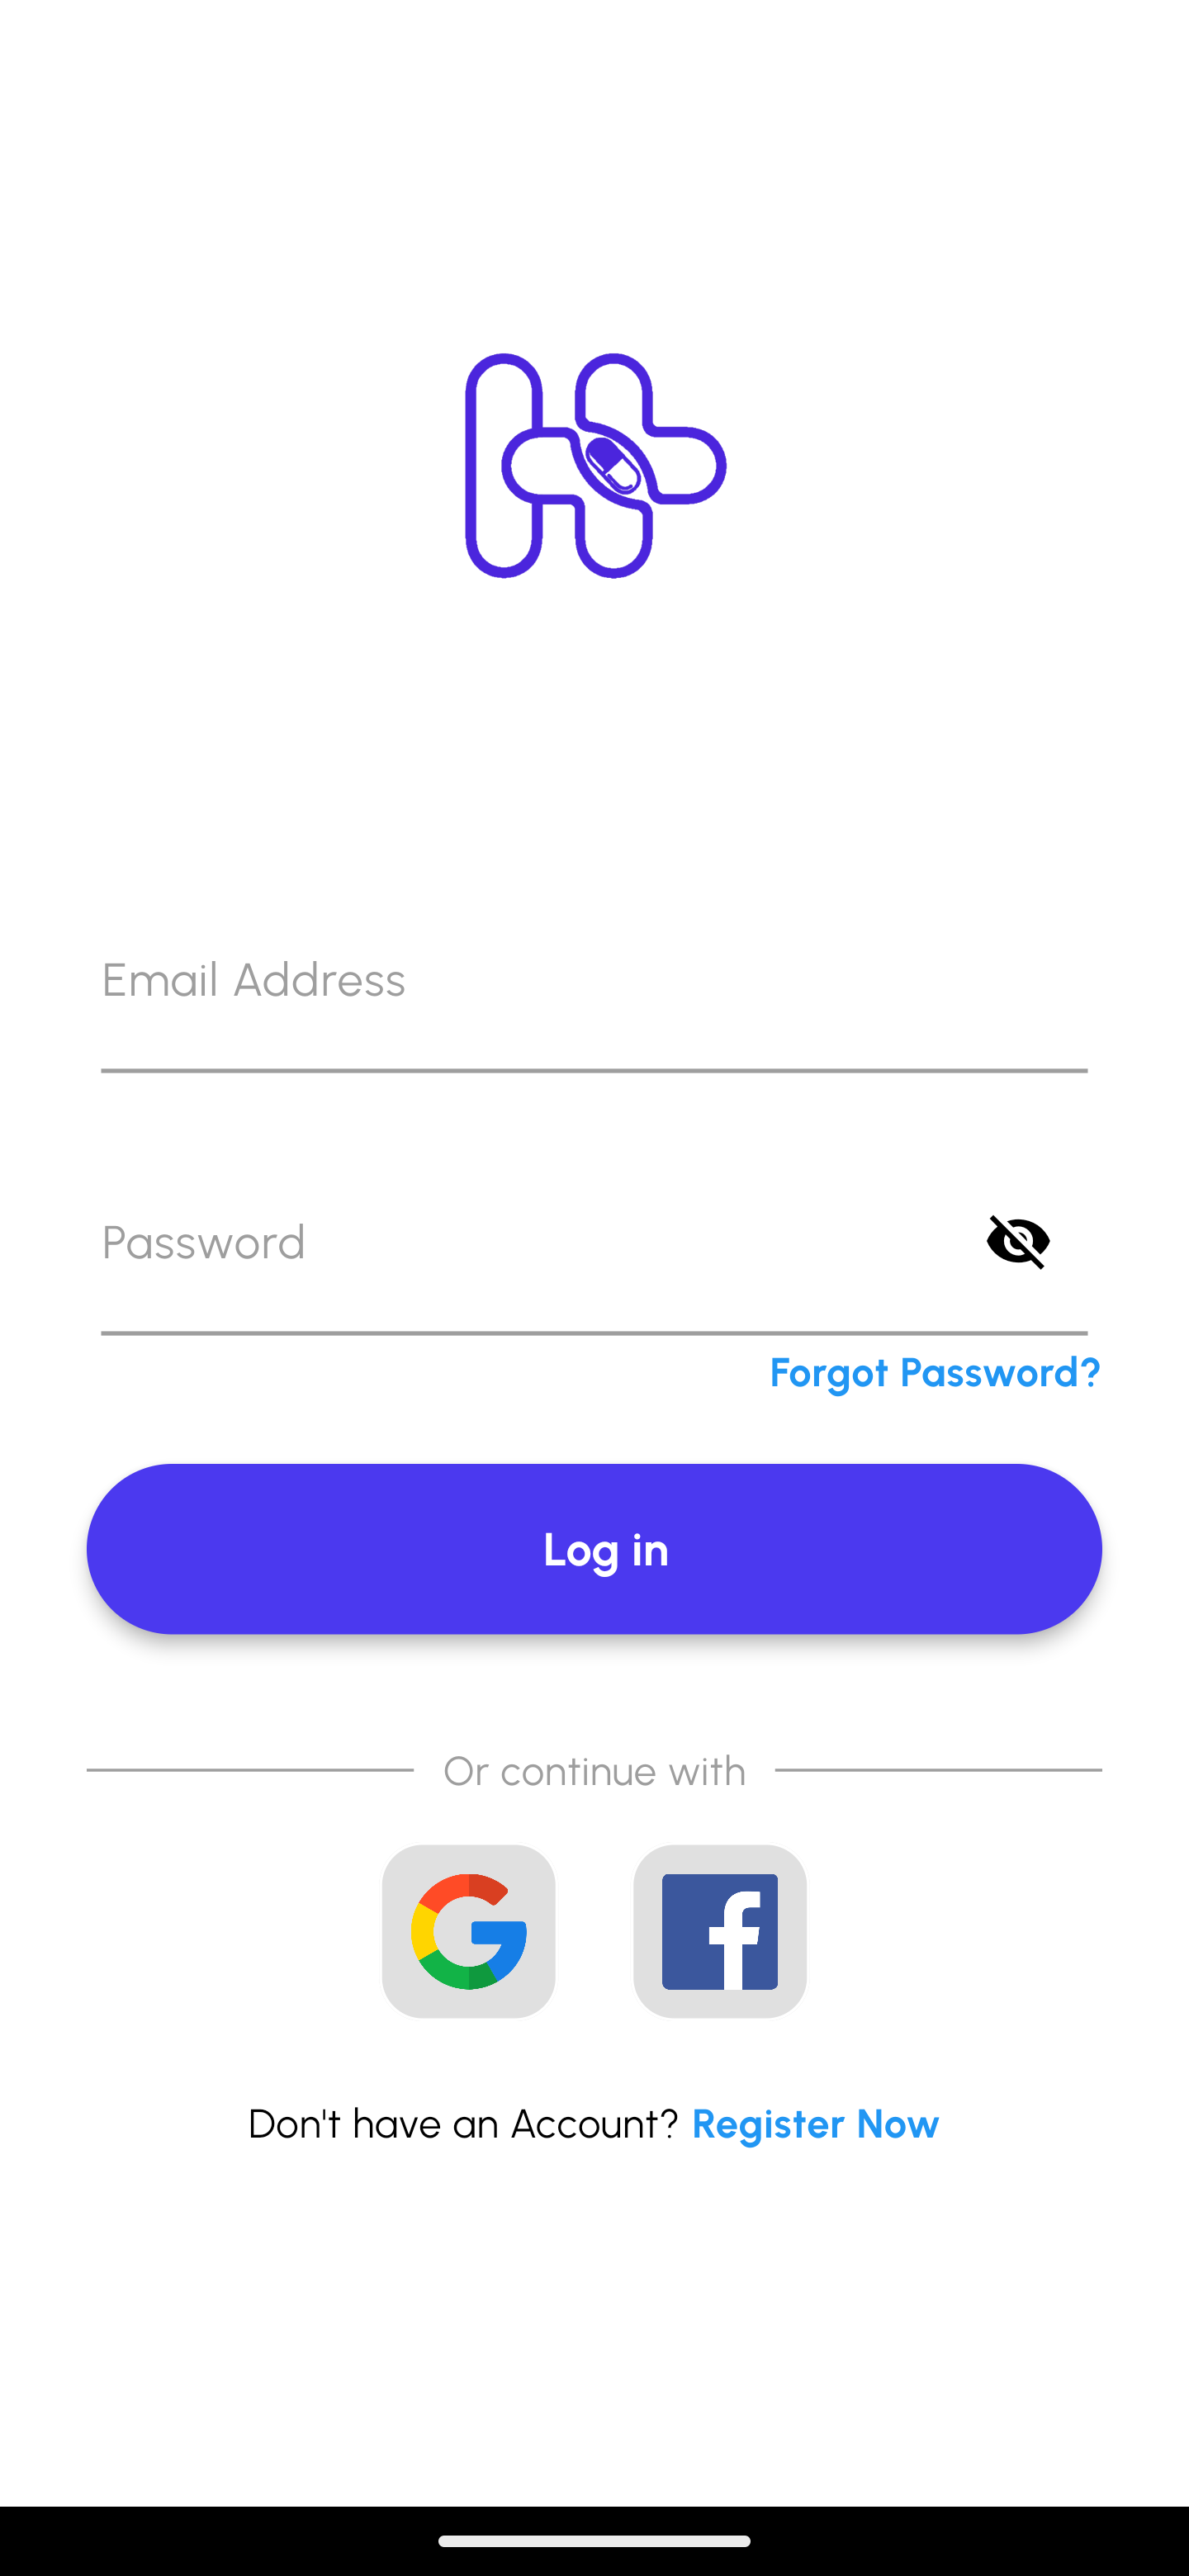 Email Address
Password
Forgot Password?
Log in
Or continue with
Don't have an Account? Register Now